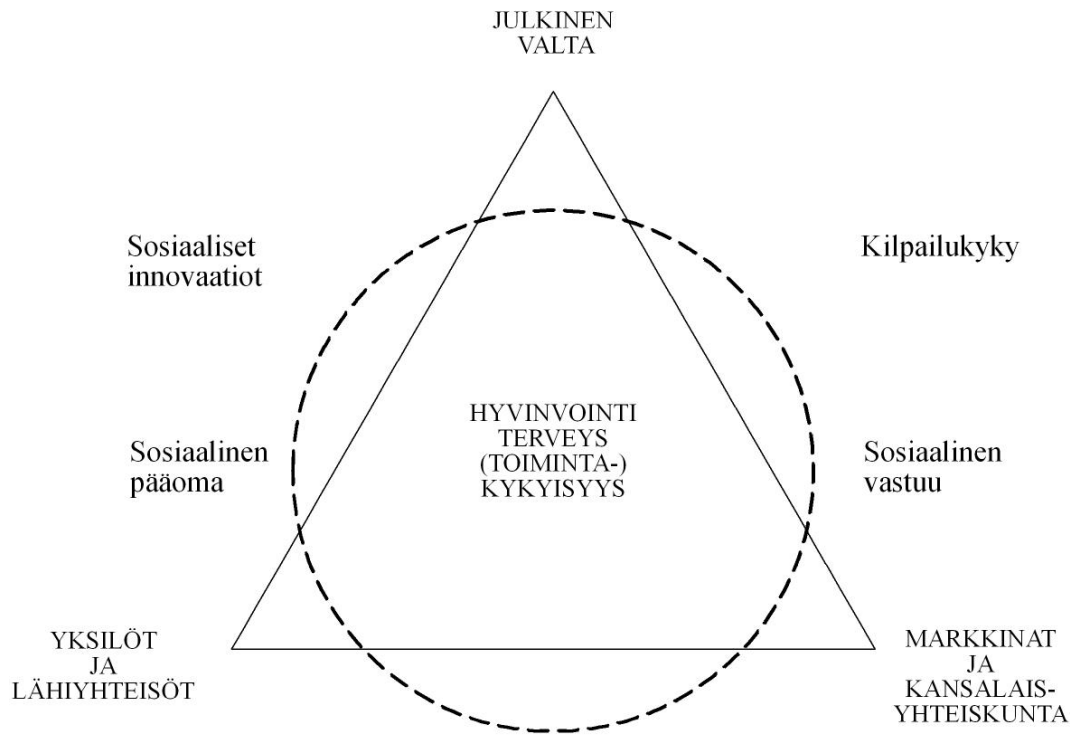 JULKINEN
VALTA
Sosiaaliset
innovaatiot
Kilpailukyky
HYVINVOINTI
TERVEYS
(TOIMINTA-)
KYKYISYYS
Sosiaalinen
pääoma
Sosiaalinen
vastuu
YKSILÖT
JA
LÄHIYHTEISÖT
MARKKINAT
JA
KANSALAIS-
YHTEISKUNTA